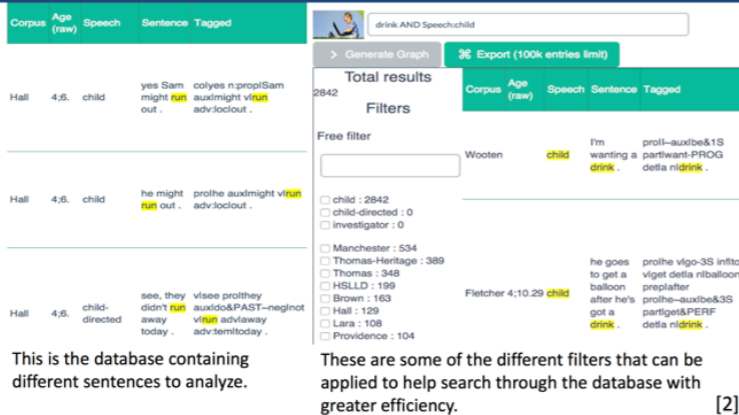 Corpus Age (raw) Speech Sentence Tagged
Hall 4;6. child yes Sam might run out . co|yes n:prop|Sam aux|might v|run adv:loc|out .
Hall 4;6. child he might run out . pro|he aux|might v|run adv:loc|out .
Hall 4;6. child-directed see, they didn't run away today . v|see pro|they aux|do&PAST~neg|not v|run adv|away adv:tem|today .
This is the database containing
different sentences to analyze.
drink AND Speech:child
> Generate Graph
⌘ Export (100k entries limit)
Total results
2842
Filters
Free filter
child : 2842
child-directed : 0
investigator : 0
Manchester : 534
Thomas-Heritage : 389
Thomas : 348
HSLLD : 199
Brown : 163
Hall : 129
Lara : 108
Providence : 104
Corpus Age (raw) Speech Sentence Tagged
Wooten child I'm wanting a drink . pro|I~aux|be&1S part|want-PROG det|a n|drink .
Fletcher 4;10.29 child he goes to get a balloon after he's got a drink . pro|he v|go-3S inf|to v|get det|a n|balloon prep|after pro|he~aux|be&3S part|get&PERF det|a n|drink .
These are some of the different filters that can be
applied to help search through the database with
greater efficiency.
[2]